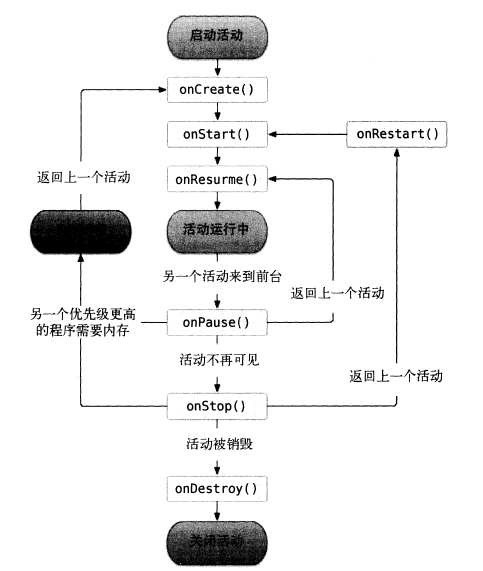 启动活动
onCreate()
onStart()
onRestart()
onResurme()
返回上一个活动
活动运行中
另一个活动来到前台
返回上一个活动
另一个优先级更高
的程序需要内存
onPause()
活动不再可见
返回上一个活动
onStop()
活动被销毁
onDestroy()
关闭活动